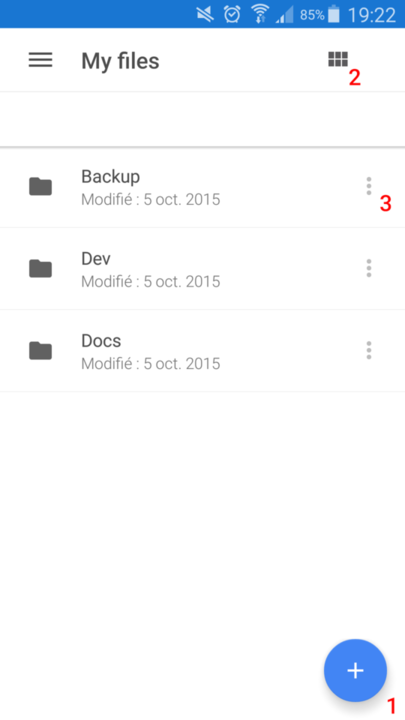 85% 19:22
My files
2
Backup
Modifié : 5 oct. 2015
3
Dev
Modifié : 5 oct. 2015
Docs
Modifié : 5 oct. 2015
1